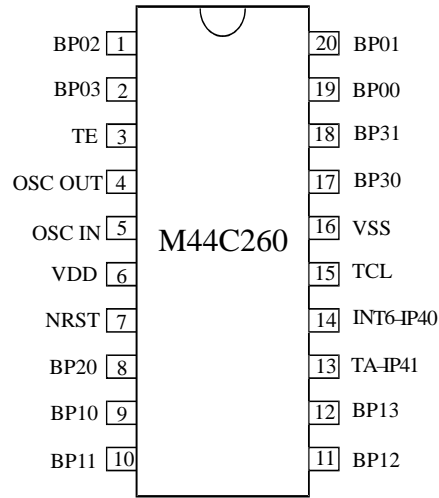 BP02 1 20 BP01
BP03 2 19 BP00
TE 3 18 BP31
OSC OUT 4 17 BP30
OSC IN 5 16 VSS
M44C260
VDD 6 15 TCL
NRST 7 14 INT6-IP40
BP20 8 13 TA-IP41
BP10 9 12 BP13
BP11 10 11 BP12